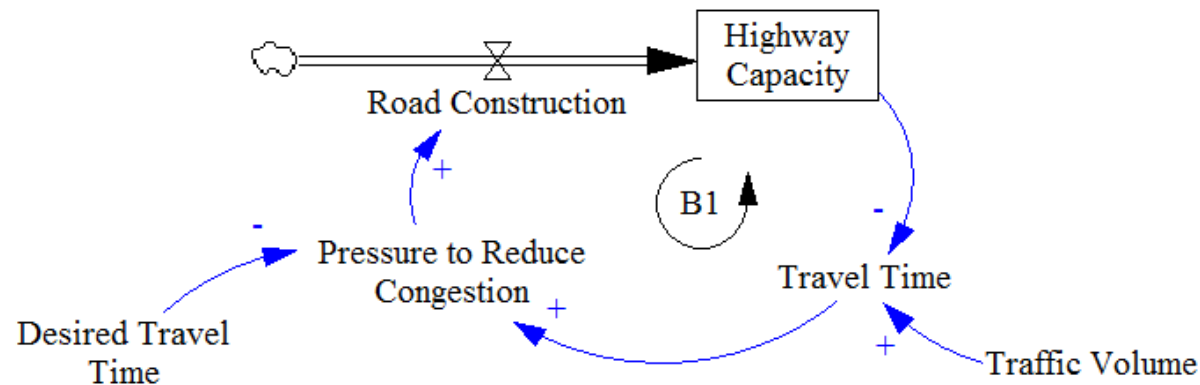 Highway
Capacity
Road Construction
+
B1
-
-
Pressure to Reduce
Congestion
Travel Time
+
+
Desired Travel
Time
Traffic Volume